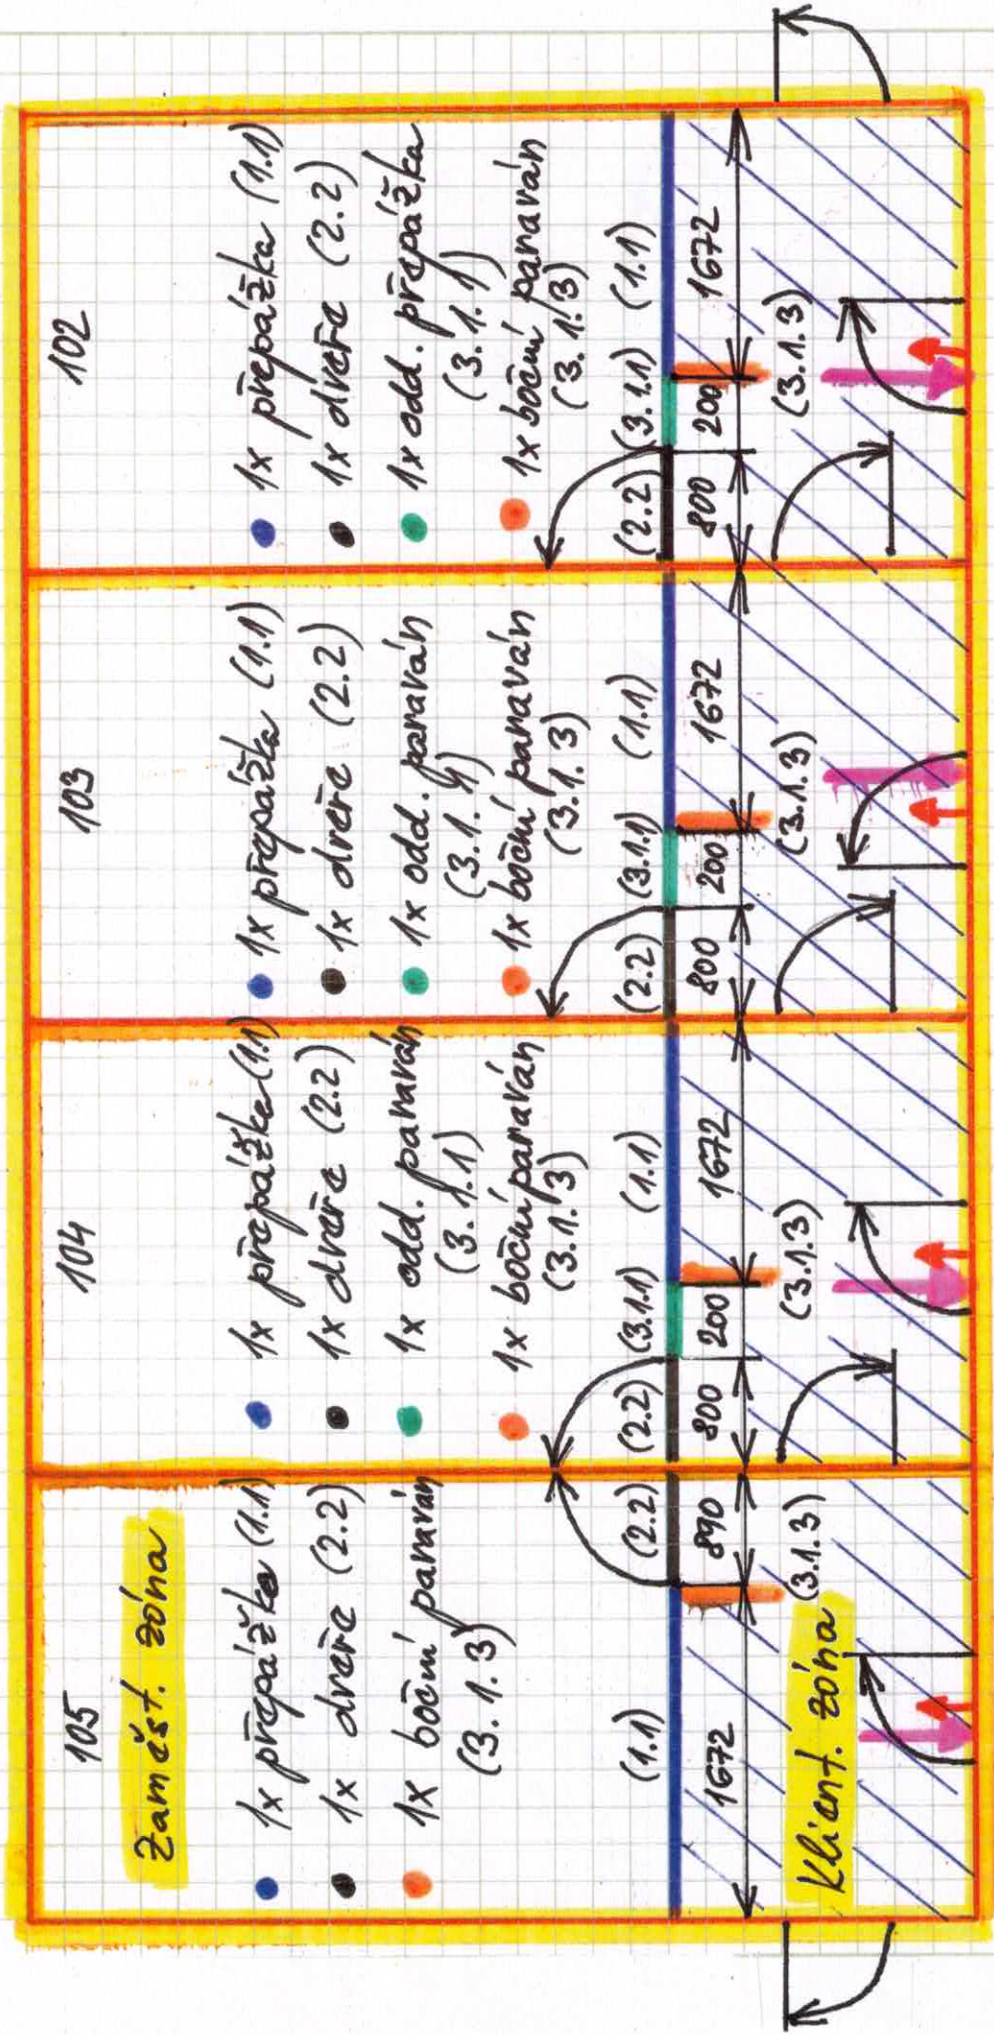 105
Zaměst. zóna
1x přepážka (1.1)
1x dveře (2.2)
1x boční paraván
(3.1.3)
(1.1)
(2.2)
1672
890
(3.1.3)
Klient. zóna
104
1x přepážka (1.1)
1x dveře (2.2)
1x odd. paraván
(3.1.1)
1x boční paraván
(3.1.3)
(2.2)
(3.1.1)
(1.1)
800
200
1672
(3.1.3)
103
1x přepážka (1.1)
1x dveře (2.2)
1x odd. paraván
(3.1.1)
1x boční paraván
(3.1.3)
(2.2)
(3.1.1)
(1.1)
800
200
1672
(3.1.3)
102
1x přepážka (1.1)
1x dveře (2.2)
1x odd. přepážka
(3.1.1)
1x boční paraván
(3.1.3)
(2.2)
(3.1.1)
(1.1)
800
200
1672
(3.1.3)